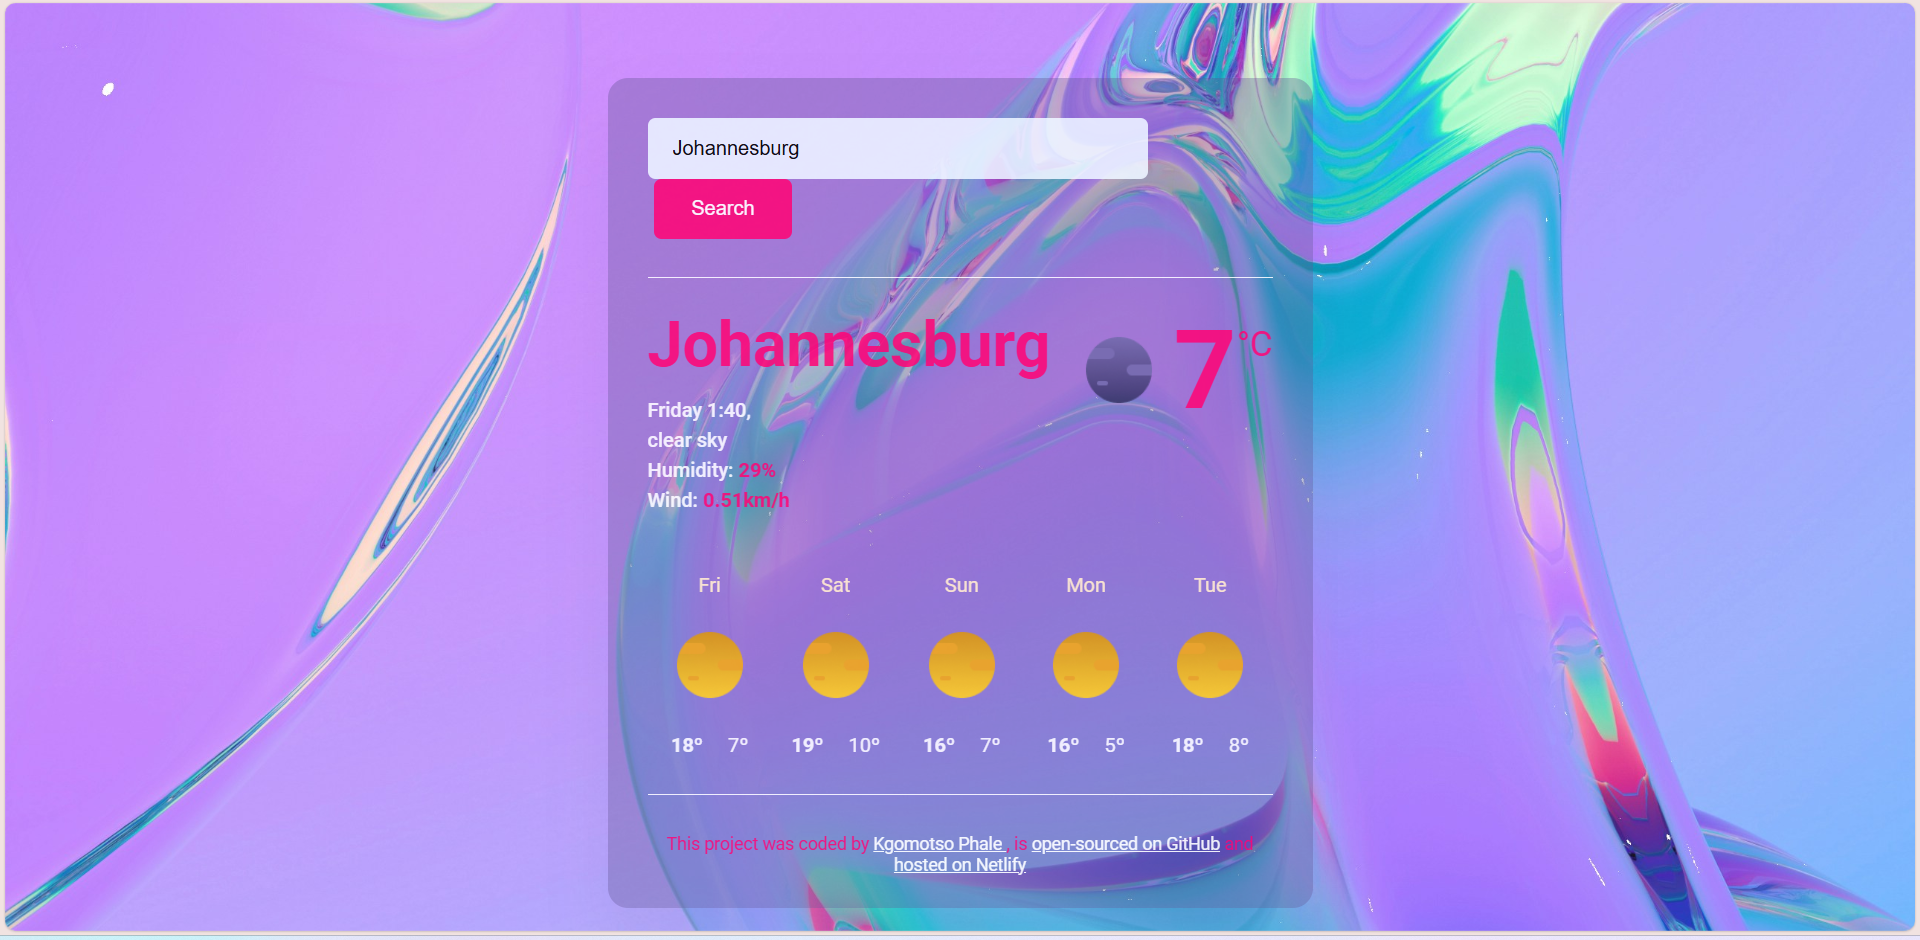 Johannesburg
Search
Johannesburg 7°C
Friday 1:40,
clear sky
Humidity: 29%
Wind: 0.51km/h
Fri Sat Sun Mon Tue
18° 7° 19° 10° 16° 7° 16° 5° 18° 8°
This project was coded by Kgomotso Phale , is open-sourced on GitHub and
hosted on Netlify